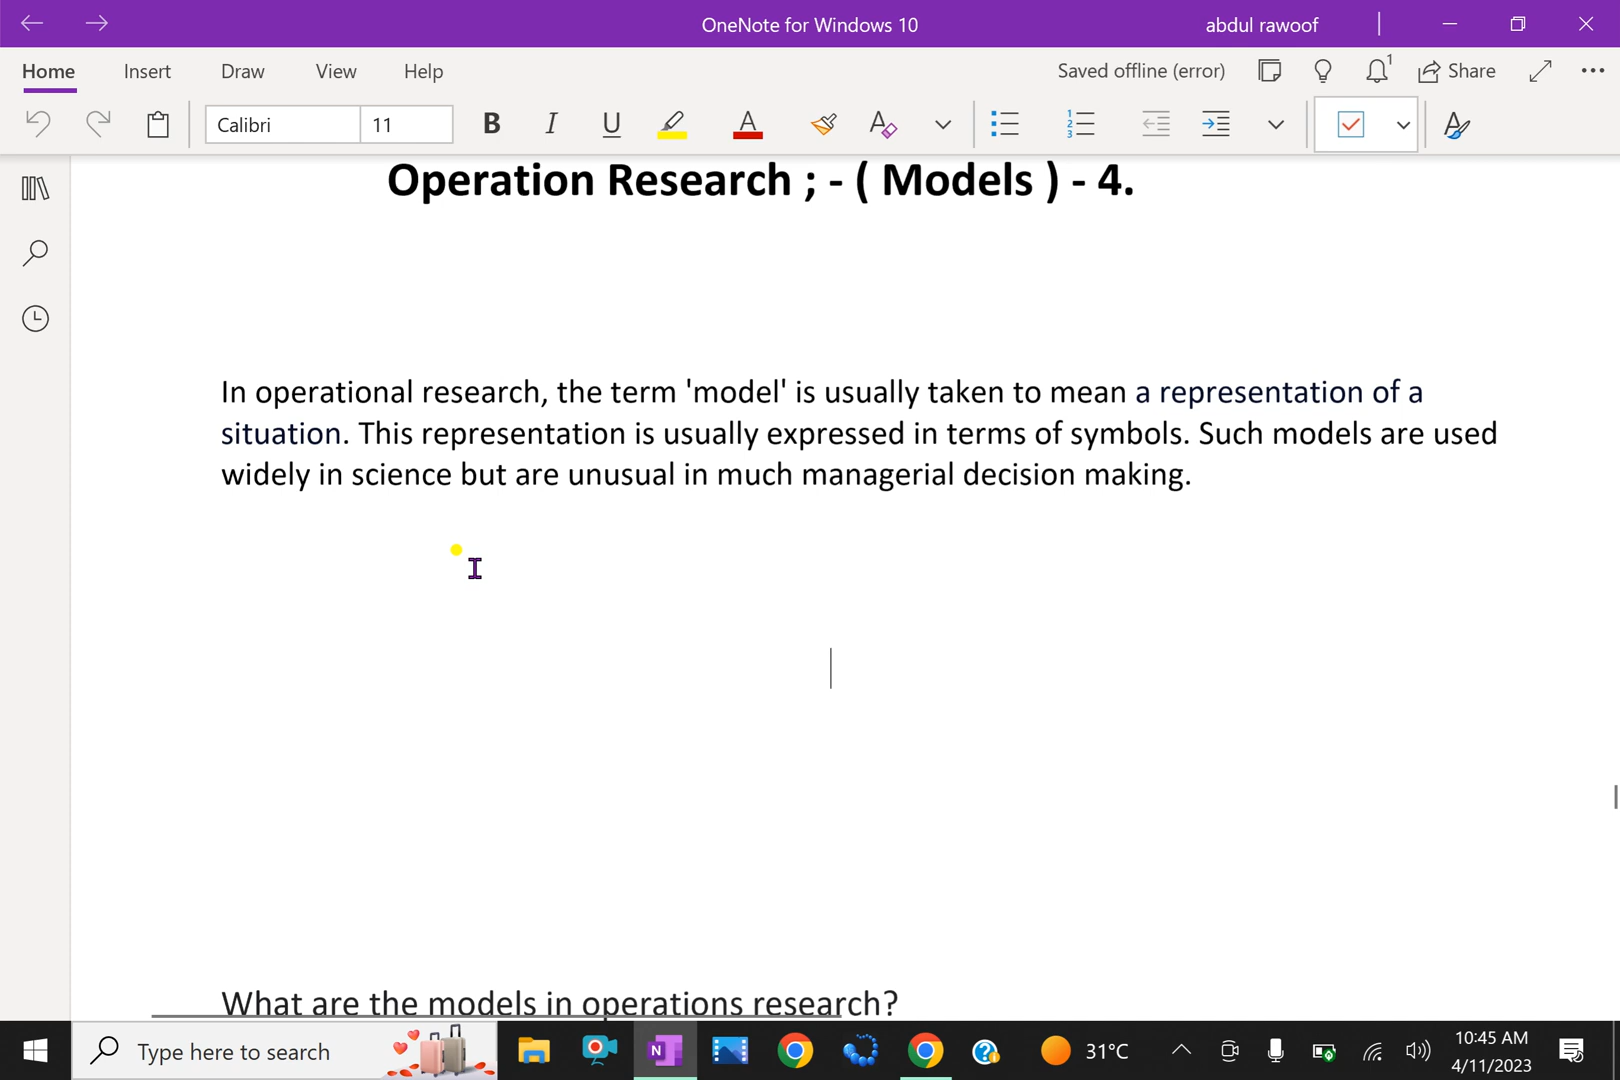 OneNote for Windows 10
abdul rawoof
Home Insert Draw View Help
Saved offline (error)
1
Share
Calibri 11 B I U A A
Operation Research ; - ( Models ) - 4.
In operational research, the term 'model' is usually taken to mean a representation of a
situation. This representation is usually expressed in terms of symbols. Such models are used
widely in science but are unusual in much managerial decision making.
What are the models in operations research?
Type here to search
N
31°C
10:45 AM
4/11/2023